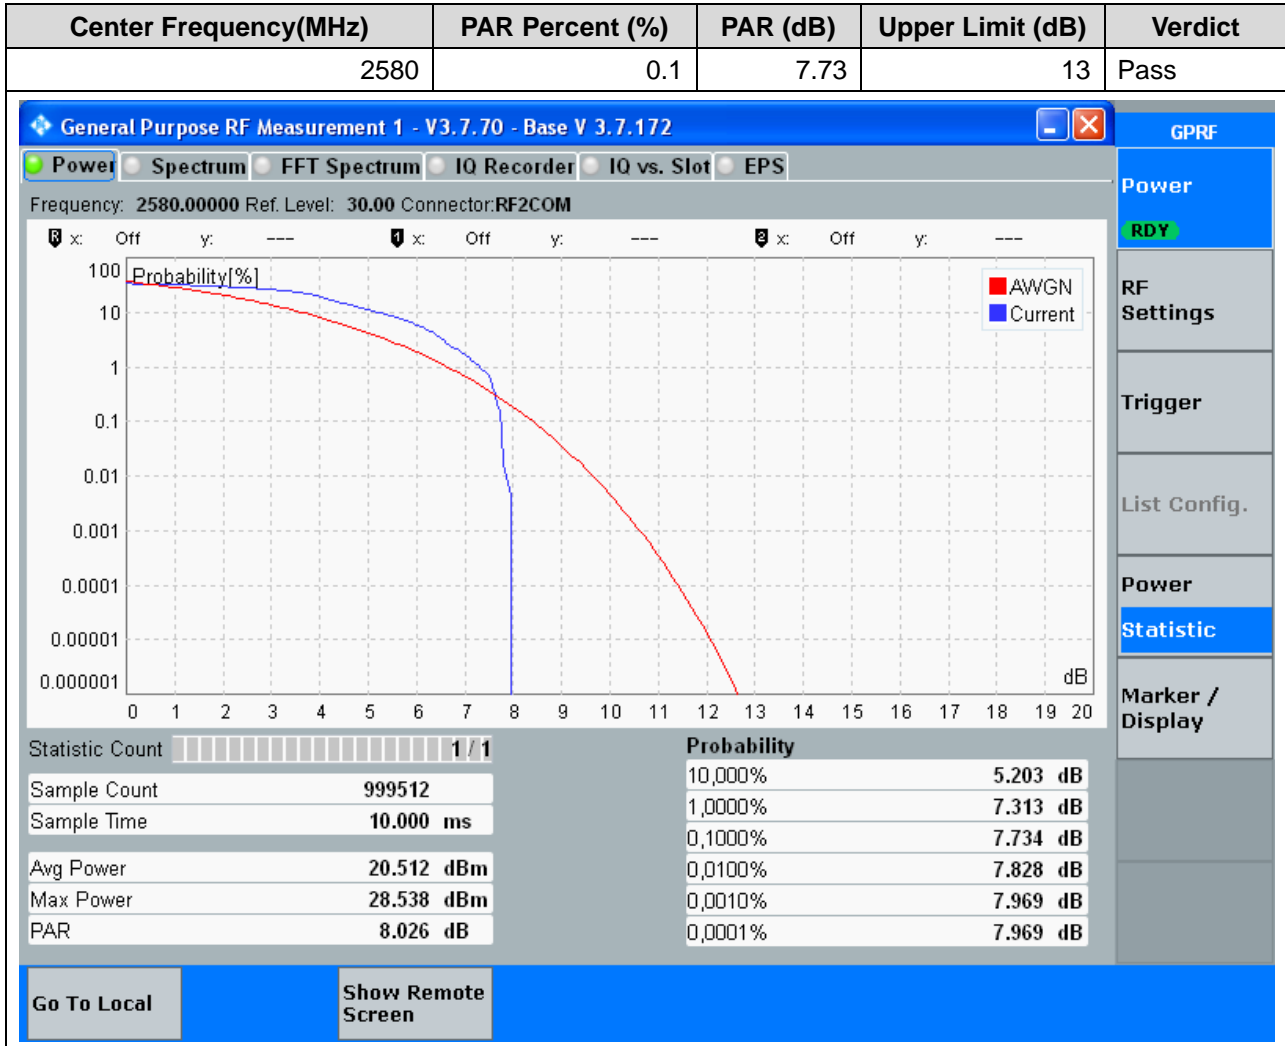 Center Frequency(MHz) PAR Percent (%) PAR (dB) Upper Limit (dB) Verdict
2580 0.1 7.73 13 Pass
General Purpose RF Measurement 1 - V3.7.70 - Base V 3.7.172
GPRF
Power Spectrum FFT Spectrum IQ Recorder IQ vs. Slot EPS
Frequency: 2580.00000 Ref. Level: 30.00 Connector:RF2COM
R x: Off y: --- 1 x: Off y: --- 2 x: Off y: ---
Probability[%]
100
10
1
0.1
0.01
0.001
0.0001
0.00001
0.000001
AWGN
Current
dB
0 1 2 3 4 5 6 7 8 9 10 11 12 13 14 15 16 17 18 19 20
Statistic Count 1 / 1
Sample Count 999512
Sample Time 10.000 ms
Avg Power 20.512 dBm
Max Power 28.538 dBm
PAR 8.026 dB
Probability
10,000% 5.203 dB
1,0000% 7.313 dB
0,1000% 7.734 dB
0,0100% 7.828 dB
0,0010% 7.969 dB
0,0001% 7.969 dB
Power
RDY
RF
Settings
Trigger
List Config.
Power
Statistic
Marker /
Display
Go To Local
Show Remote
Screen